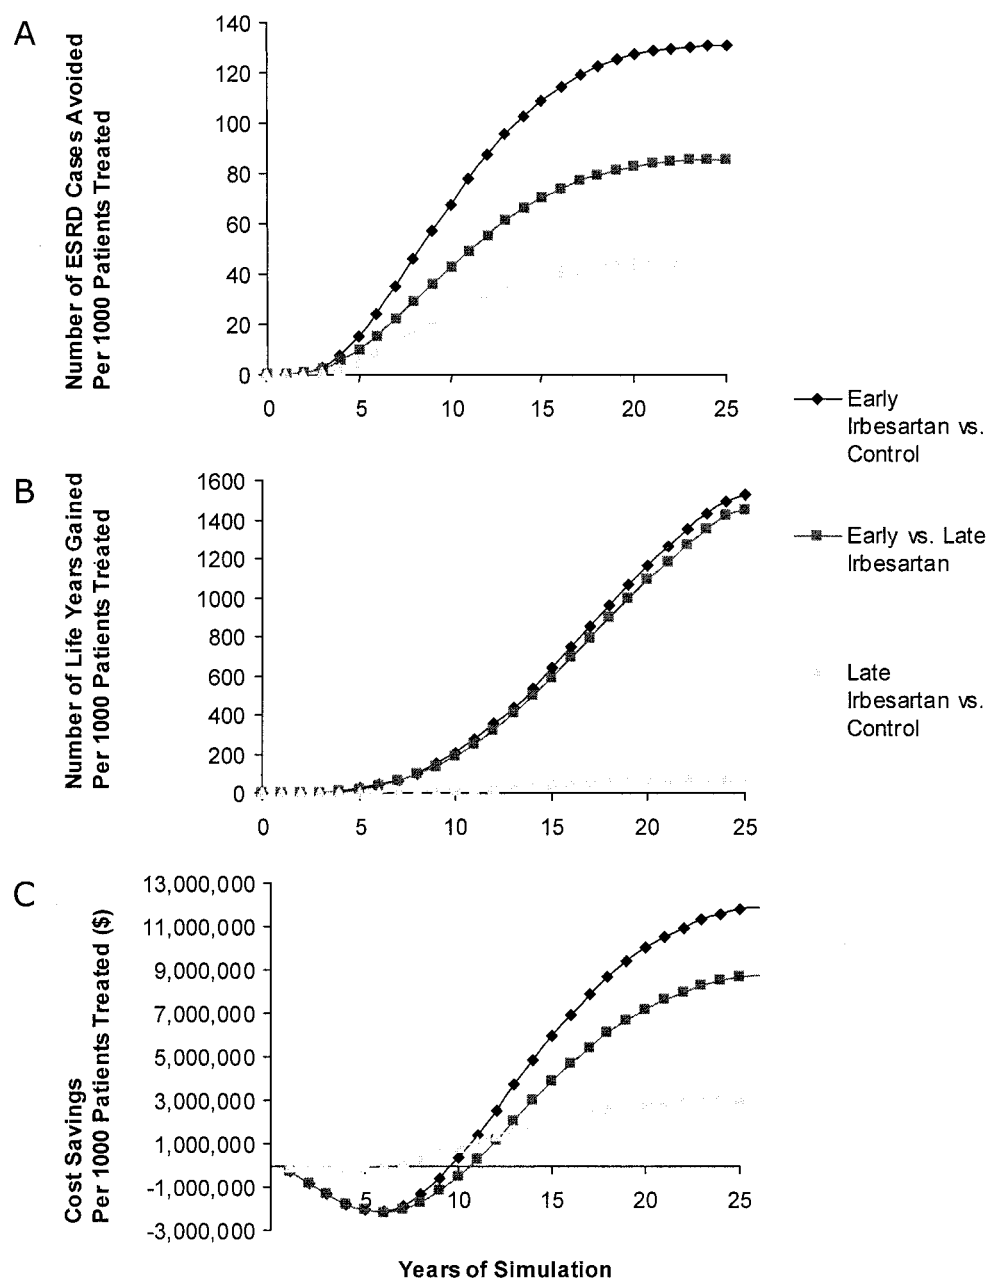 A
Number of ESRD Cases Avoided
Per 1000 Patients Treated
140
120
100
80
60
40
20
0
0 5 10 15 20 25
Early
Irbesartan vs.
Control
Early vs. Late
Irbesartan
Late
Irbesartan vs.
Control
B
Number of Life Years Gained
Per 1000 Patients Treated
1600
1400
1200
1000
800
600
400
200
0
0 5 10 15 20 25
C
Cost Savings
Per 1000 Patients Treated ($)
13,000,000
11,000,000
9,000,000
7,000,000
5,000,000
3,000,000
1,000,000
-1,000,000
-3,000,000
5 10 15 20 25
Years of Simulation